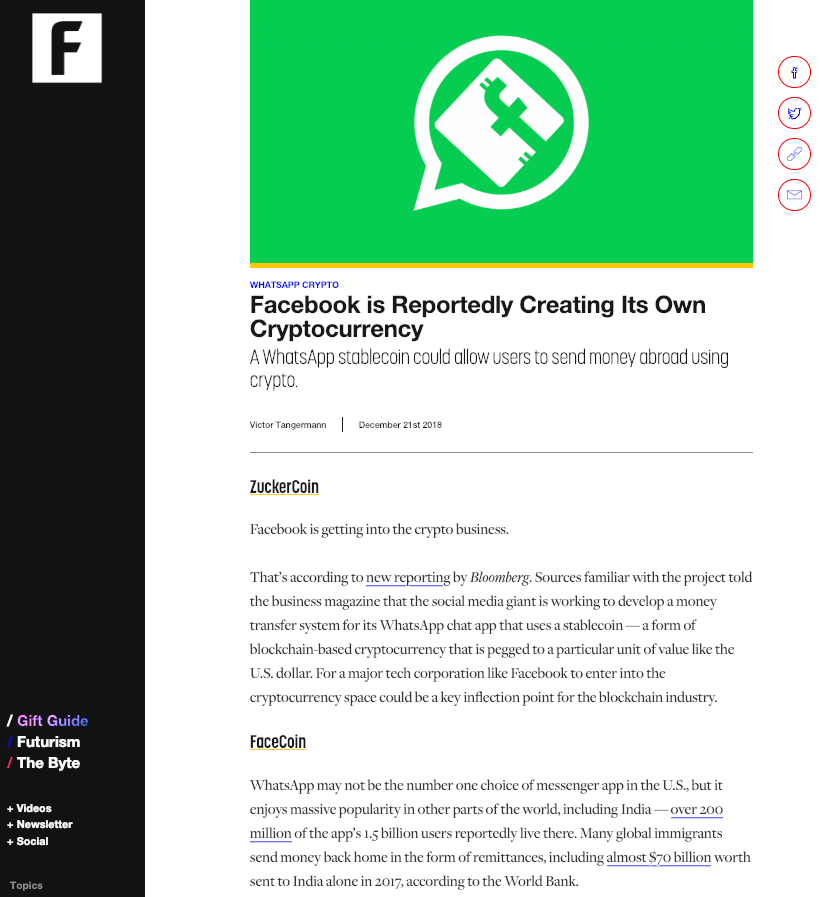 F
WHATSAPP CRYPTO
Facebook is Reportedly Creating Its Own
Cryptocurrency
A WhatsApp stablecoin could allow users to send money abroad using
crypto.
Victor Tangermann | December 21st 2018
ZuckerCoin
Facebook is getting into the crypto business.
That’s according to new reporting by Bloomberg. Sources familiar with the project told
the business magazine that the social media giant is working to develop a money
transfer system for its WhatsApp chat app that uses a stablecoin — a form of
blockchain-based cryptocurrency that is pegged to a particular unit of value like the
U.S. dollar. For a major tech corporation like Facebook to enter into the
cryptocurrency space could be a key inflection point for the blockchain industry.
FaceCoin
WhatsApp may not be the number one choice of messenger app in the U.S., but it
enjoys massive popularity in other parts of the world, including India — over 200
million of the app’s 1.5 billion users reportedly live there. Many global immigrants
send money back home in the form of remittances, including almost $70 billion worth
sent to India alone in 2017, according to the World Bank.
/ Gift Guide
/ Futurism
/ The Byte
+ Videos
+ Newsletter
+ Social
Topics